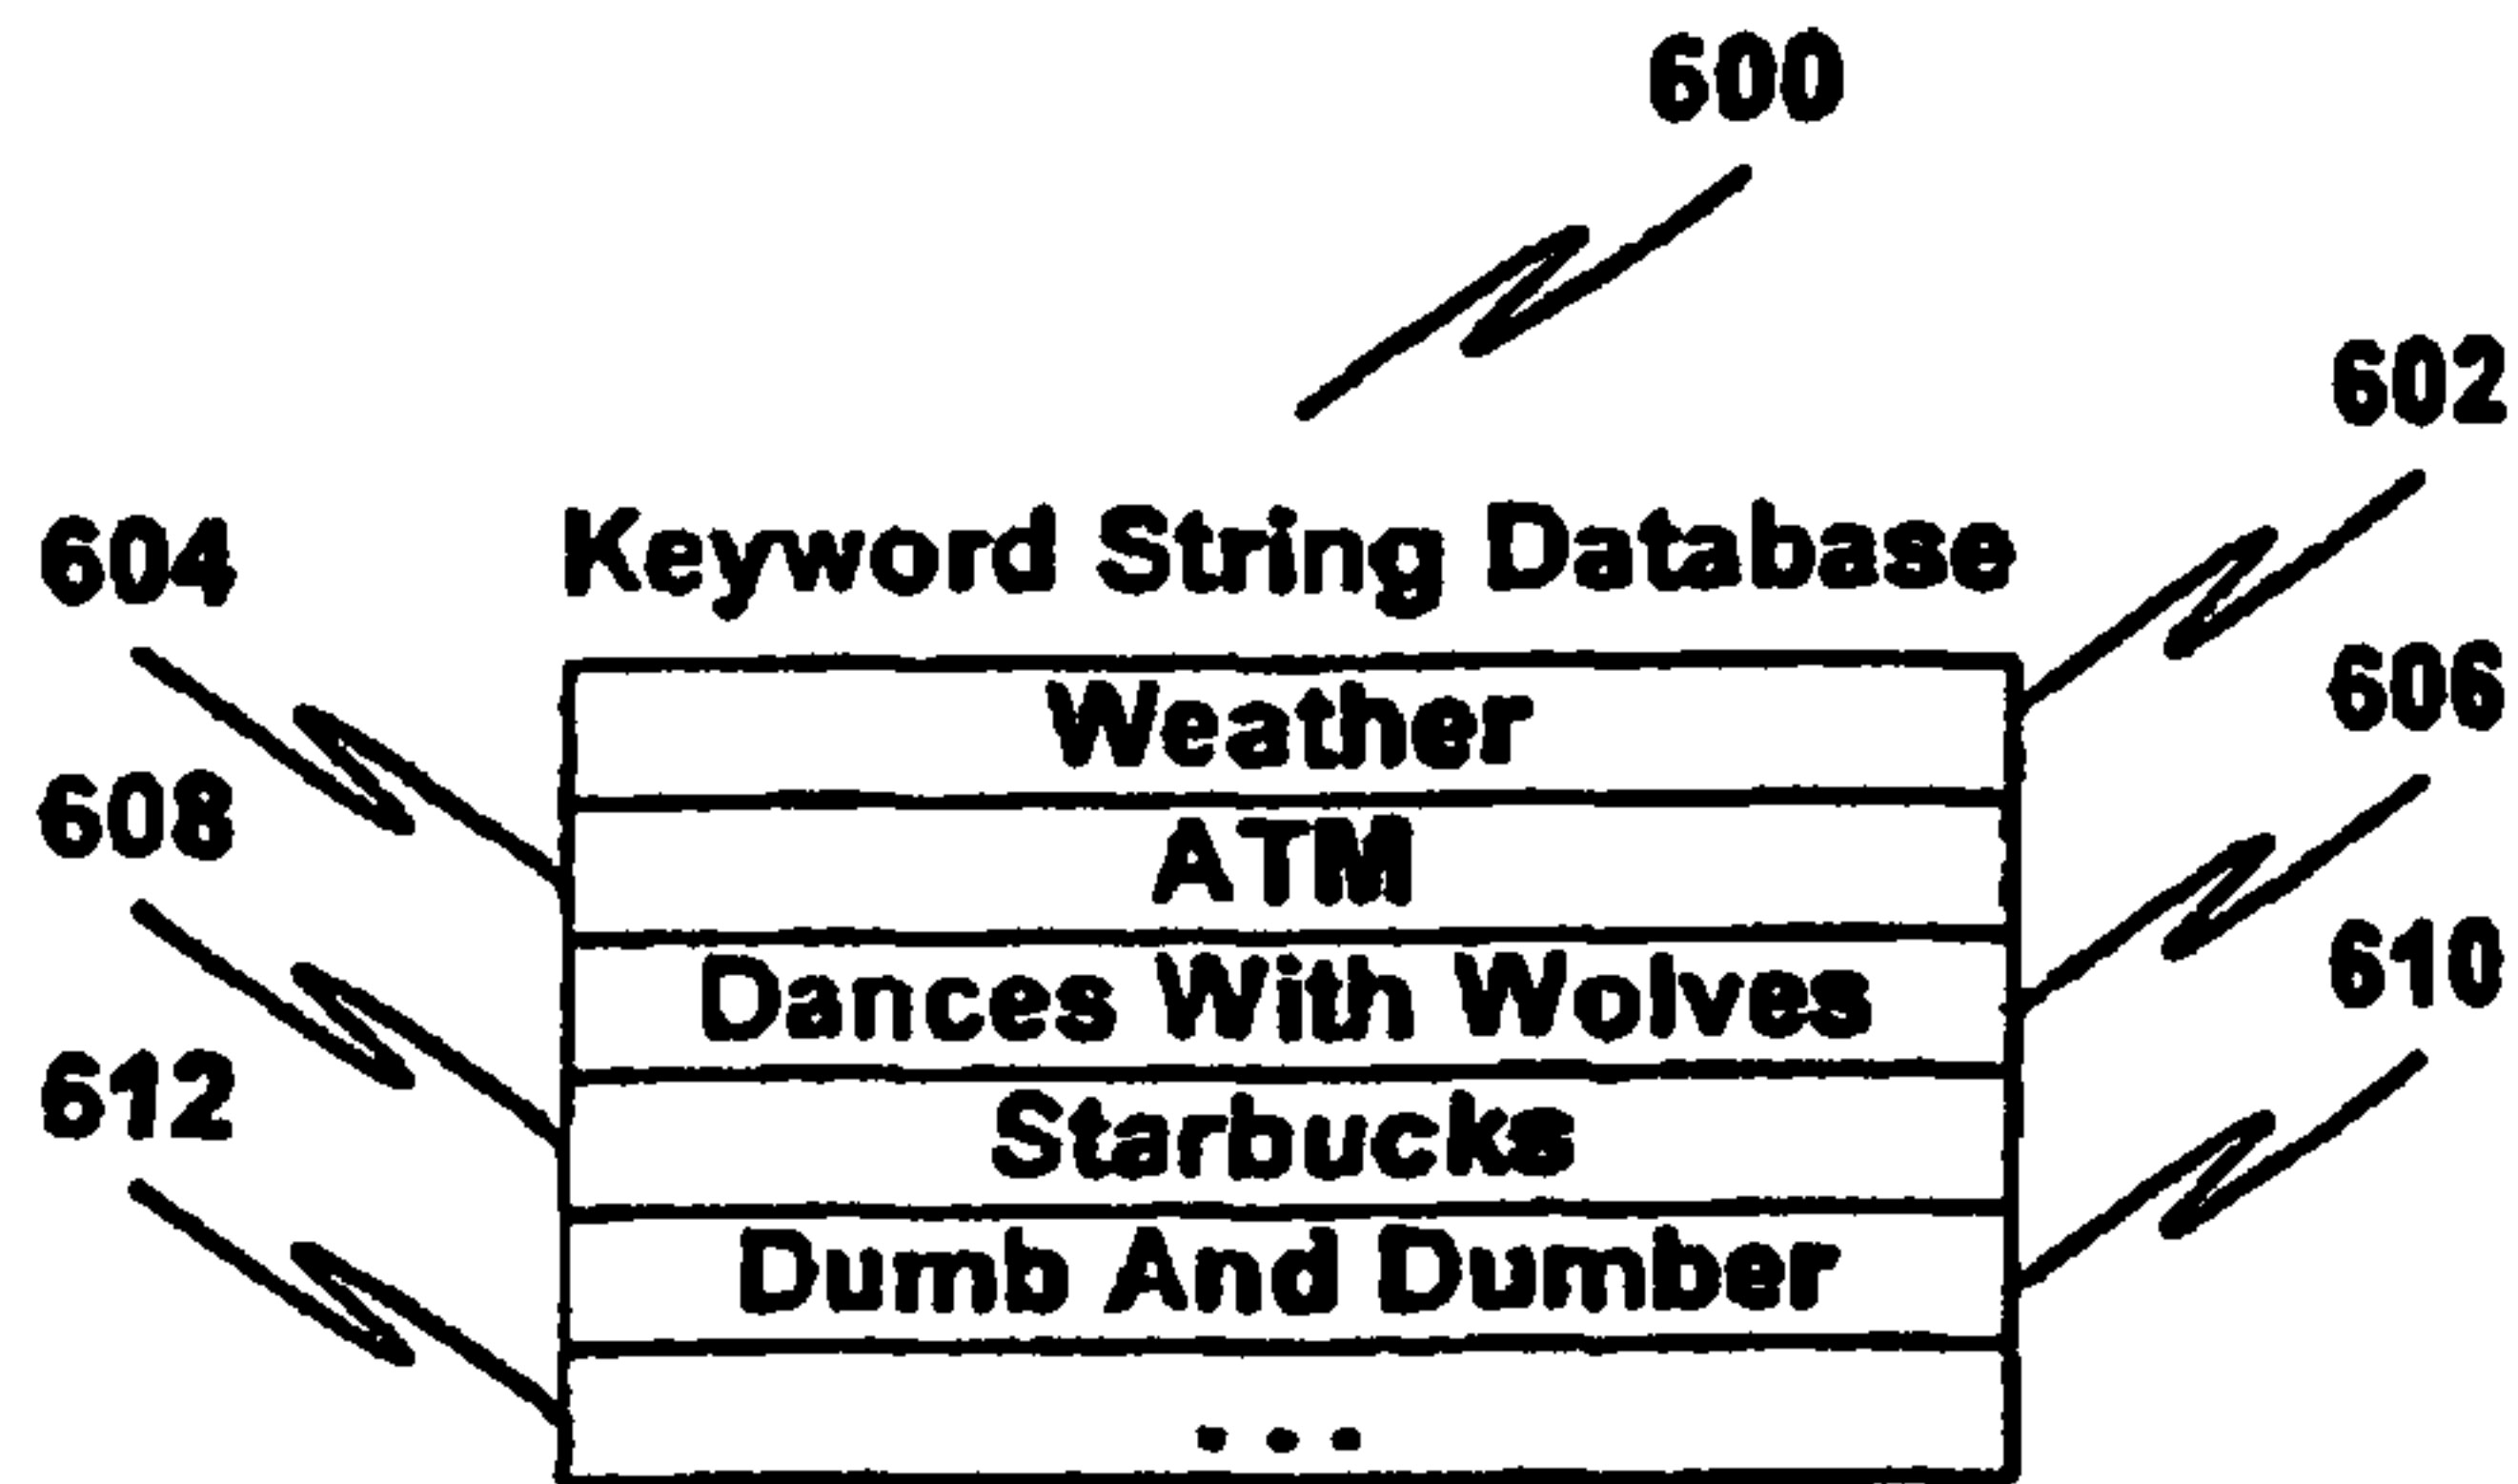 600
602
604
Keyword String Database
606
Weather
608
ATM
610
Dances With Wolves
612
Starbucks
Dumb And Dumber
...